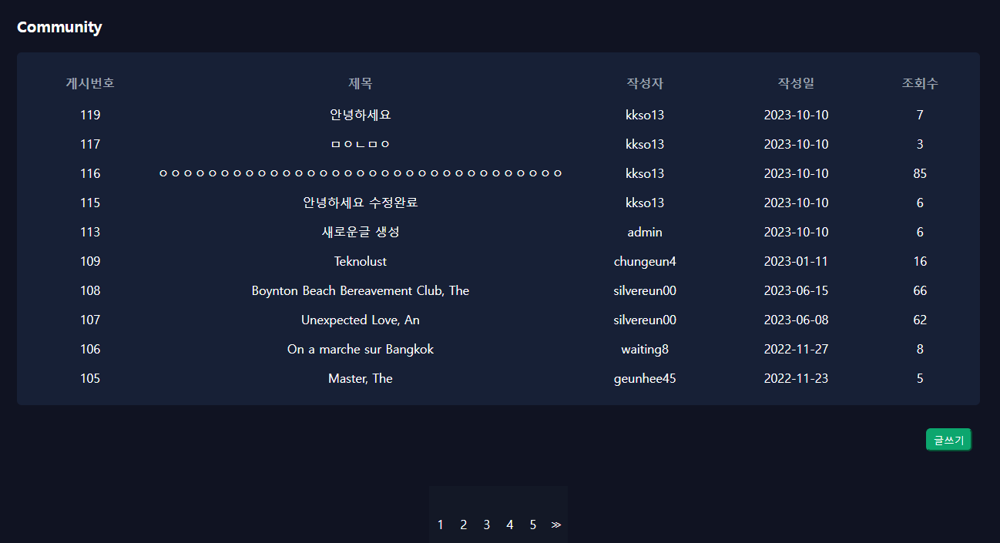 Community
게시번호 제목 작성자 작성일 조회수
119 안녕하세요 kkso13 2023-10-10 7
117 ㅁㅇㄴㅁㅇ kkso13 2023-10-10 3
116 ㅇㅇㅇㅇㅇㅇㅇㅇㅇㅇㅇㅇㅇㅇㅇㅇㅇㅇㅇㅇㅇㅇㅇㅇㅇㅇㅇㅇㅇㅇㅇㅇㅇ kkso13 2023-10-10 85
115 안녕하세요 수정완료 kkso13 2023-10-10 6
113 새로운글 생성 admin 2023-10-10 6
109 Teknolust chungeun4 2023-01-11 16
108 Boynton Beach Bereavement Club, The silvereun00 2023-06-15 66
107 Unexpected Love, An silvereun00 2023-06-08 62
106 On a marche sur Bangkok waiting8 2022-11-27 8
105 Master, The geunhee45 2022-11-23 5
글쓰기
1 2 3 4 5 ≫